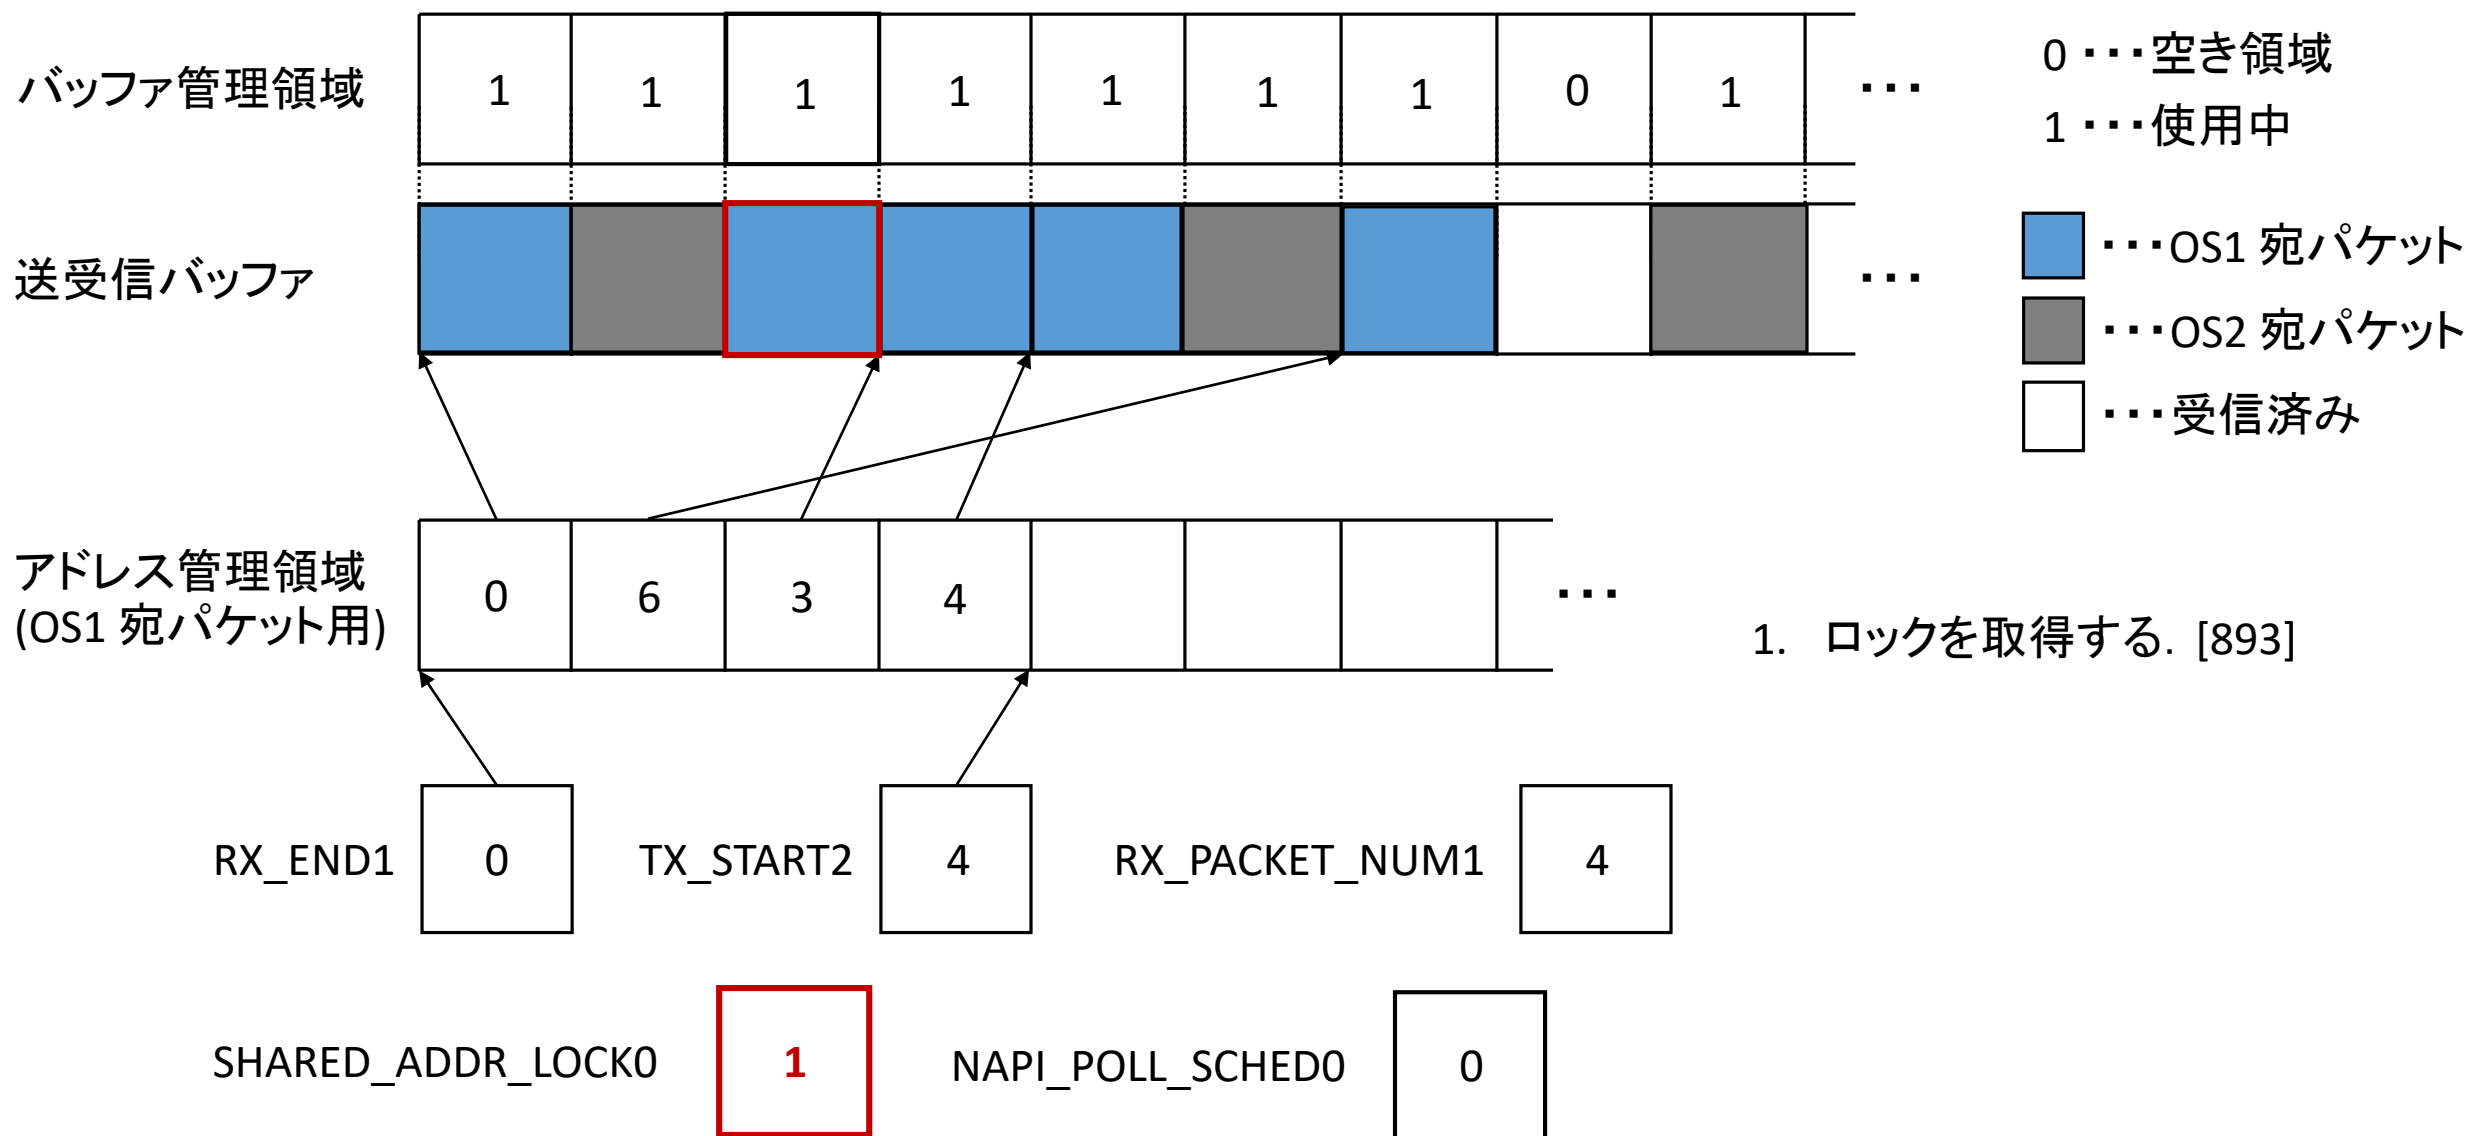 バッファ管理領域 1 1 1 1 1 1 1 0 1 ･･･
0 ･･･空き領域
1 ･･･使用中
送受信バッファ ･･･
･･･OS1 宛パケット
･･･OS2 宛パケット
･･･受信済み
アドレス管理領域
(OS1 宛パケット用)
0 6 3 4 ･･･
1. ロックを取得する. [893]
RX_END1 0 TX_START2 4 RX_PACKET_NUM1 4
SHARED_ADDR_LOCK0 1 NAPI_POLL_SCHED0 0